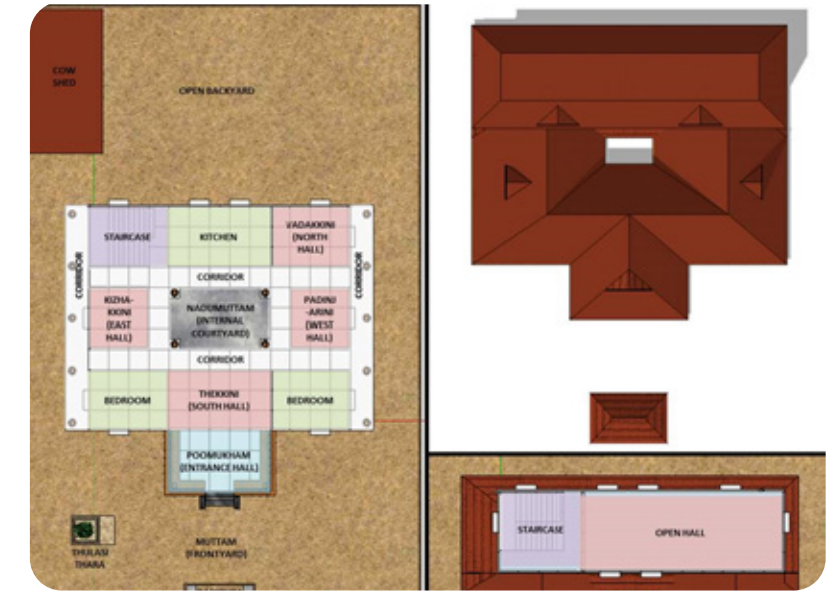 COW
SHED
OPEN BACKYARD
STAIRCASE
KITCHEN
VADAKKINI
(NORTH
HALL)
CORRIDOR
CORRIDOR
CORRIDOR
KIZHA-
KKINI
(EAST
HALL)
NADUMUTTAM
(INTERNAL
COURTYARD)
PADINJ
-ARINI
(WEST
HALL)
CORRIDOR
BEDROOM
THEKKINI
(SOUTH HALL)
BEDROOM
POOMUKHAM
(ENTRANCE HALL)
MUTTAM
(FRONTYARD)
THULASI
THARA
STAIRCASE
OPEN HALL